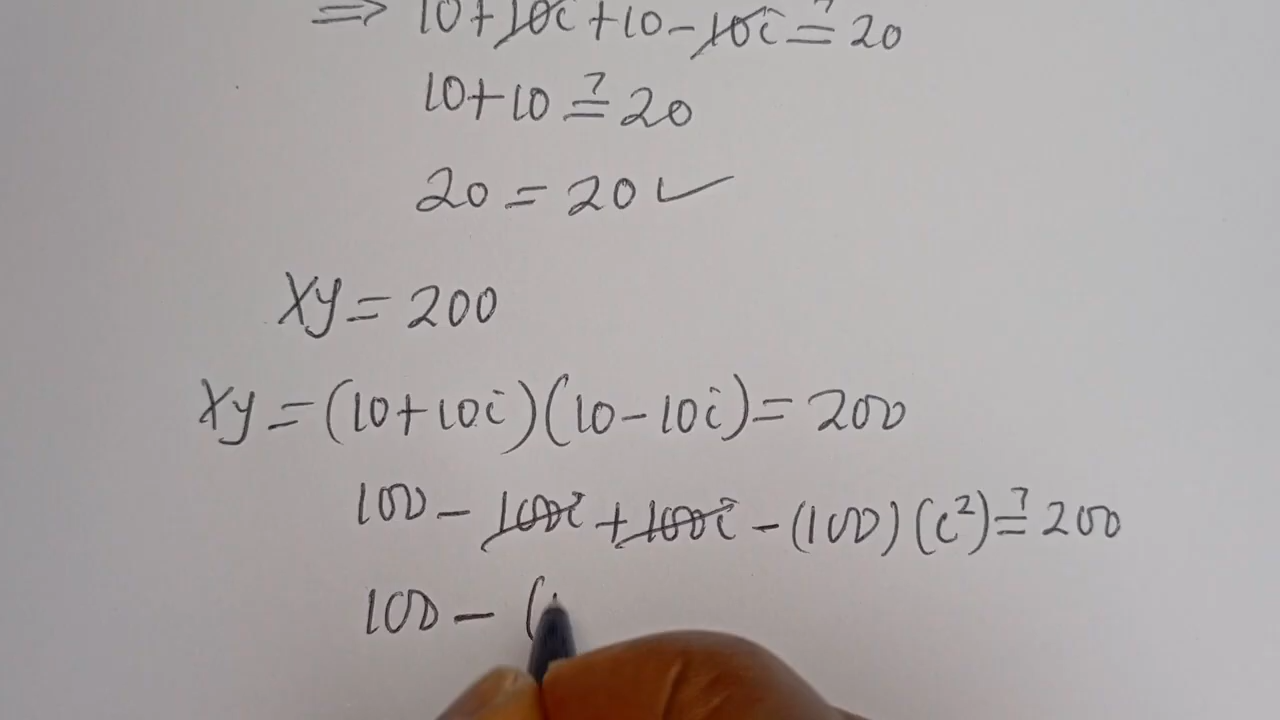 ⇒ 10+10i+10-10i ≟ 20
10+10 ≟ 20
20 = 20 ✓
Xy = 200
Xy = (10+10i)(10-10i) = 200
100 - 100i + 100i - (100)(i²) ≟ 200
100 - (